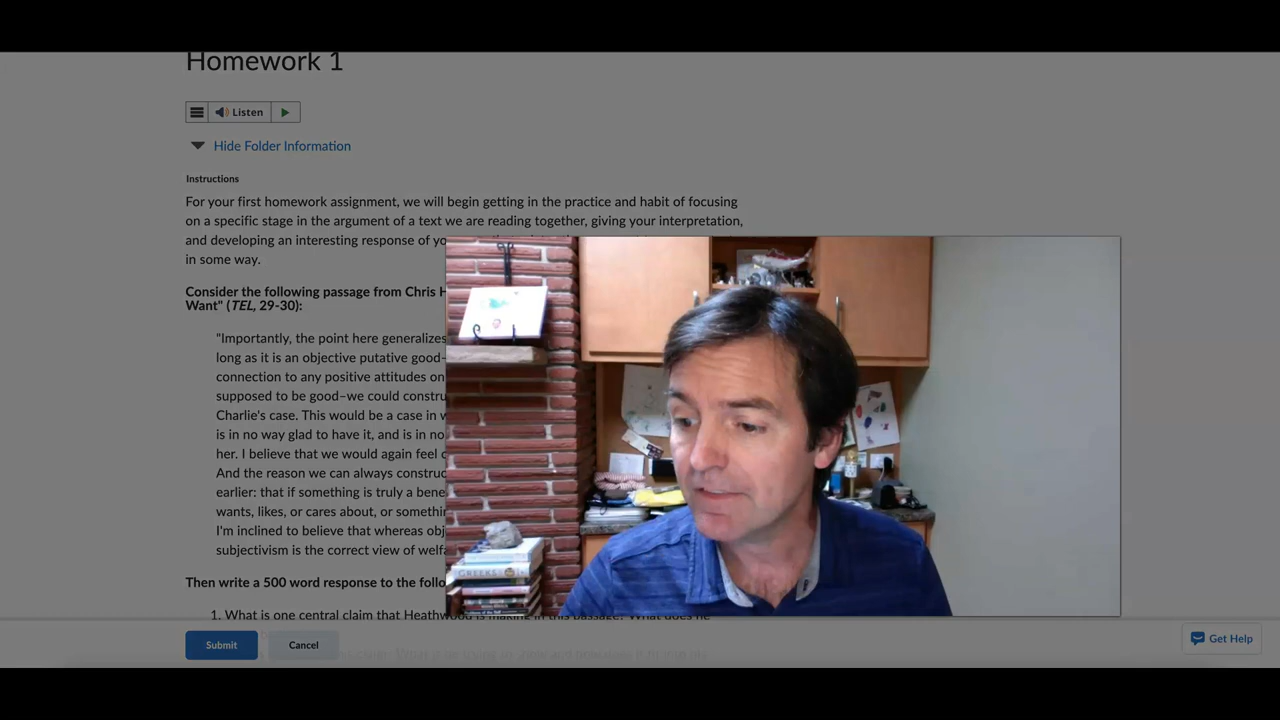 Homework 1
Listen
Hide Folder Information
Instructions
For your first homework assignment, we will begin getting in the practice and habit of focusing
on a specific stage in the argument of a text we are reading together, giving your interpretation,
and developing an interesting response of
in some way.
Consider the following passage from Chris
Want" (TEL, 29-30):
"Importantly, the point here generalizes
long as it is an objective putative good–
connection to any positive attitudes on
supposed to be good–we could
Charlie's case. This would be a case in
is in no way glad to have it, and is in no
her. I believe that we would again feel
And the reason we can always
earlier: that if something is truly a
wants, likes, or cares about, or
I'm inclined to believe that whereas
subjectivism is the correct view of
Then write a 500 word response to the
1. What is one central claim that Heathwood is making in this passage? What does he
Submit
Cancel
Get Help
GREEKS